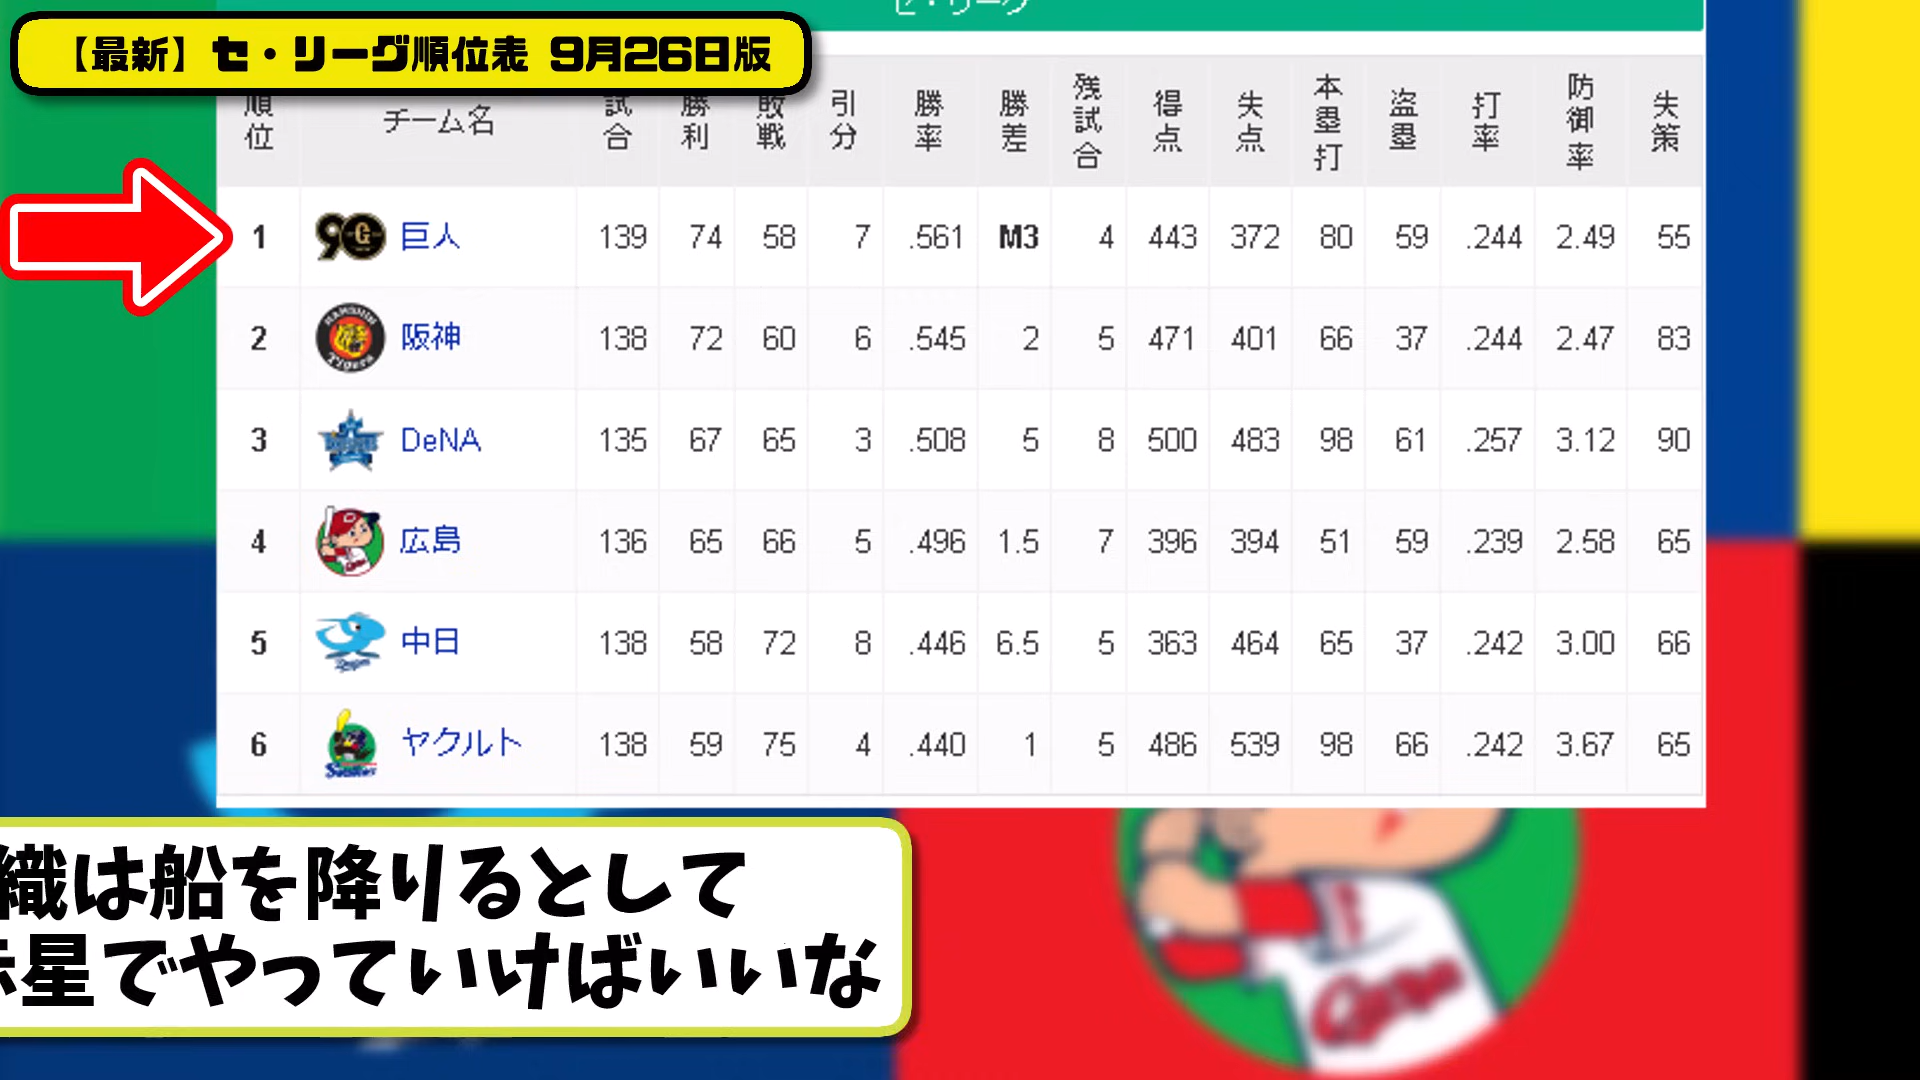 セ・リーグ
【最新】セ・リーグ順位表 9月26日版
順位 チーム名 試合 勝利 敗戦 引分 勝率 勝差 残試合 得点 失点 本塁打 盗塁 打率 防御率 失策
1 巨人 139 74 58 7 .561 M3 4 443 372 80 59 .244 2.49 55
2 阪神 138 72 60 6 .545 2 5 471 401 66 37 .244 2.47 83
3 DeNA 135 67 65 3 .508 5 8 500 483 98 61 .257 3.12 90
4 広島 136 65 66 5 .496 1.5 7 396 394 51 59 .239 2.58 65
5 中日 138 58 72 8 .446 6.5 5 363 464 65 37 .242 3.00 66
6 ヤクルト 138 59 75 4 .440 1 5 486 539 98 66 .242 3.67 65
織は船を降りるとして
赤星でやっていけばいいな